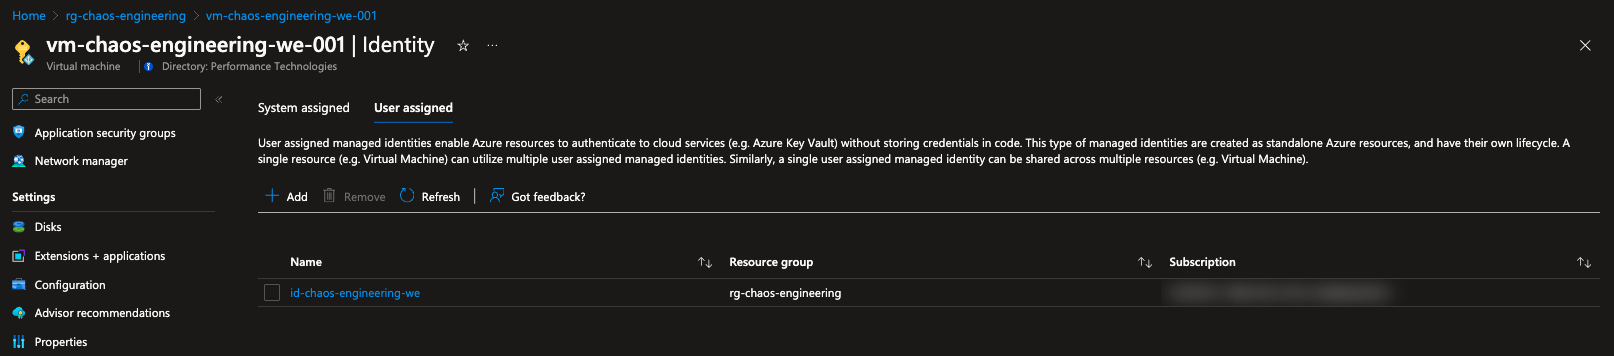 Home > rg-chaos-engineering > vm-chaos-engineering-we-001
vm-chaos-engineering-we-001 | Identity ☆ ...
Virtual machine | Directory: Performance Technologies
Search «
Application security groups
Network manager
Settings
Disks
Extensions + applications
Configuration
Advisor recommendations
Properties
System assigned User assigned
User assigned managed identities enable Azure resources to authenticate to cloud services (e.g. Azure Key Vault) without storing credentials in code. This type of managed identities are created as standalone Azure resources, and have their own lifecycle. A
single resource (e.g. Virtual Machine) can utilize multiple user assigned managed identities. Similarly, a single user assigned managed identity can be shared across multiple resources (e.g. Virtual Machine).
Add Remove Refresh | Got feedback?
Name ↑↓ Resource group ↑↓ Subscription ↑↓
id-chaos-engineering-we rg-chaos-engineering